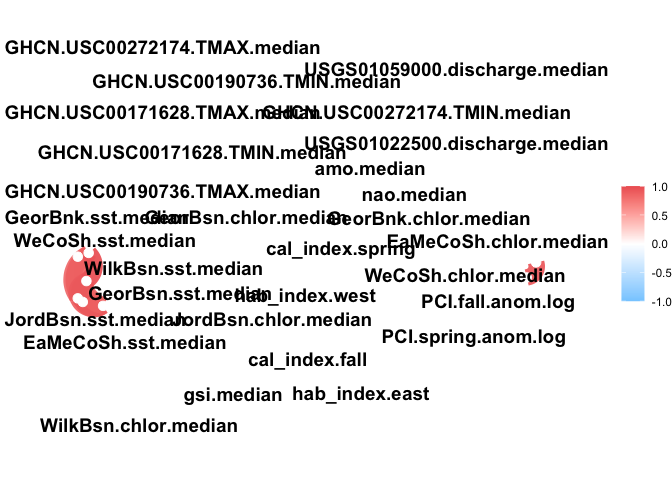 GHCN.USC00272174.TMAX.median
USGS01059000.discharge.median
GHCN.USC00190736.TMIN.median
GHCN.USC00171628.TMAX.median
GHCN.USC00272174.TMIN.median
USGS01022500.discharge.median
GHCN.USC00171628.TMIN.median
amo.median
GHCN.USC00190736.TMAX.median
nao.median
GeorBnk.sst.median
GeorBsn.chlor.median
GeorBnk.chlor.median
WeCoSh.sst.median
EaMeCoSh.chlor.median
cal_index.spring
WilkBsn.sst.median
WeCoSh.chlor.median
GeorBsn.sst.median
hab_index.west
PCI.fall.anom.log
JordBsn.sst.median
JordBsn.chlor.median
EaMeCoSh.sst.median
PCI.spring.anom.log
cal_index.fall
gsi.median
hab_index.east
WilkBsn.chlor.median
1.0
0.5
0.0
-0.5
-1.0